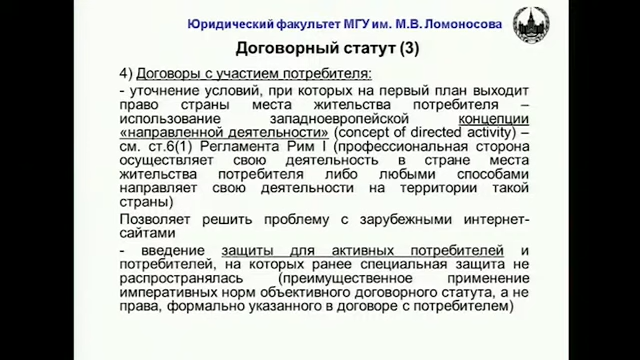 Юридический факультет МГУ им. М.В. Ломоносова
Договорный статут (3)
4) Договоры с участием потребителя:
- уточнение условий, при которых на первый план выходит
право страны места жительства потребителя –
использование западноевропейской концепции
«направленной деятельности» (concept of directed activity) –
см. ст.6(1) Регламента Рим I (профессиональная сторона
осуществляет свою деятельность в стране места
жительства потребителя либо любыми способами
направляет свою деятельности на территории такой
страны)
Позволяет решить проблему с зарубежными интернет-
сайтами
- введение защиты для активных потребителей и
потребителей, на которых ранее специальная защита не
распространялась (преимущественное применение
императивных норм объективного договорного статута, а не
права, формально указанного в договоре с потребителем)